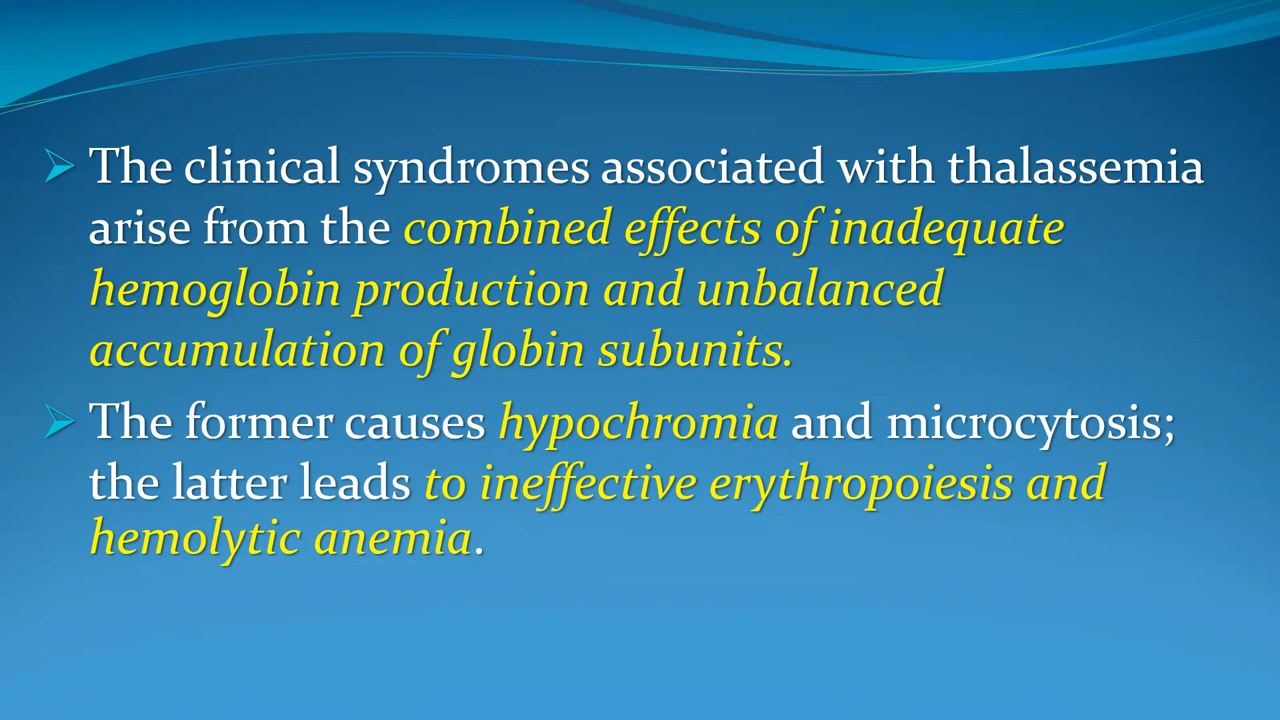 The clinical syndromes associated with thalassemia
arise from the combined effects of inadequate
hemoglobin production and unbalanced
accumulation of globin subunits.
The former causes hypochromia and microcytosis;
the latter leads to ineffective erythropoiesis and
hemolytic anemia.